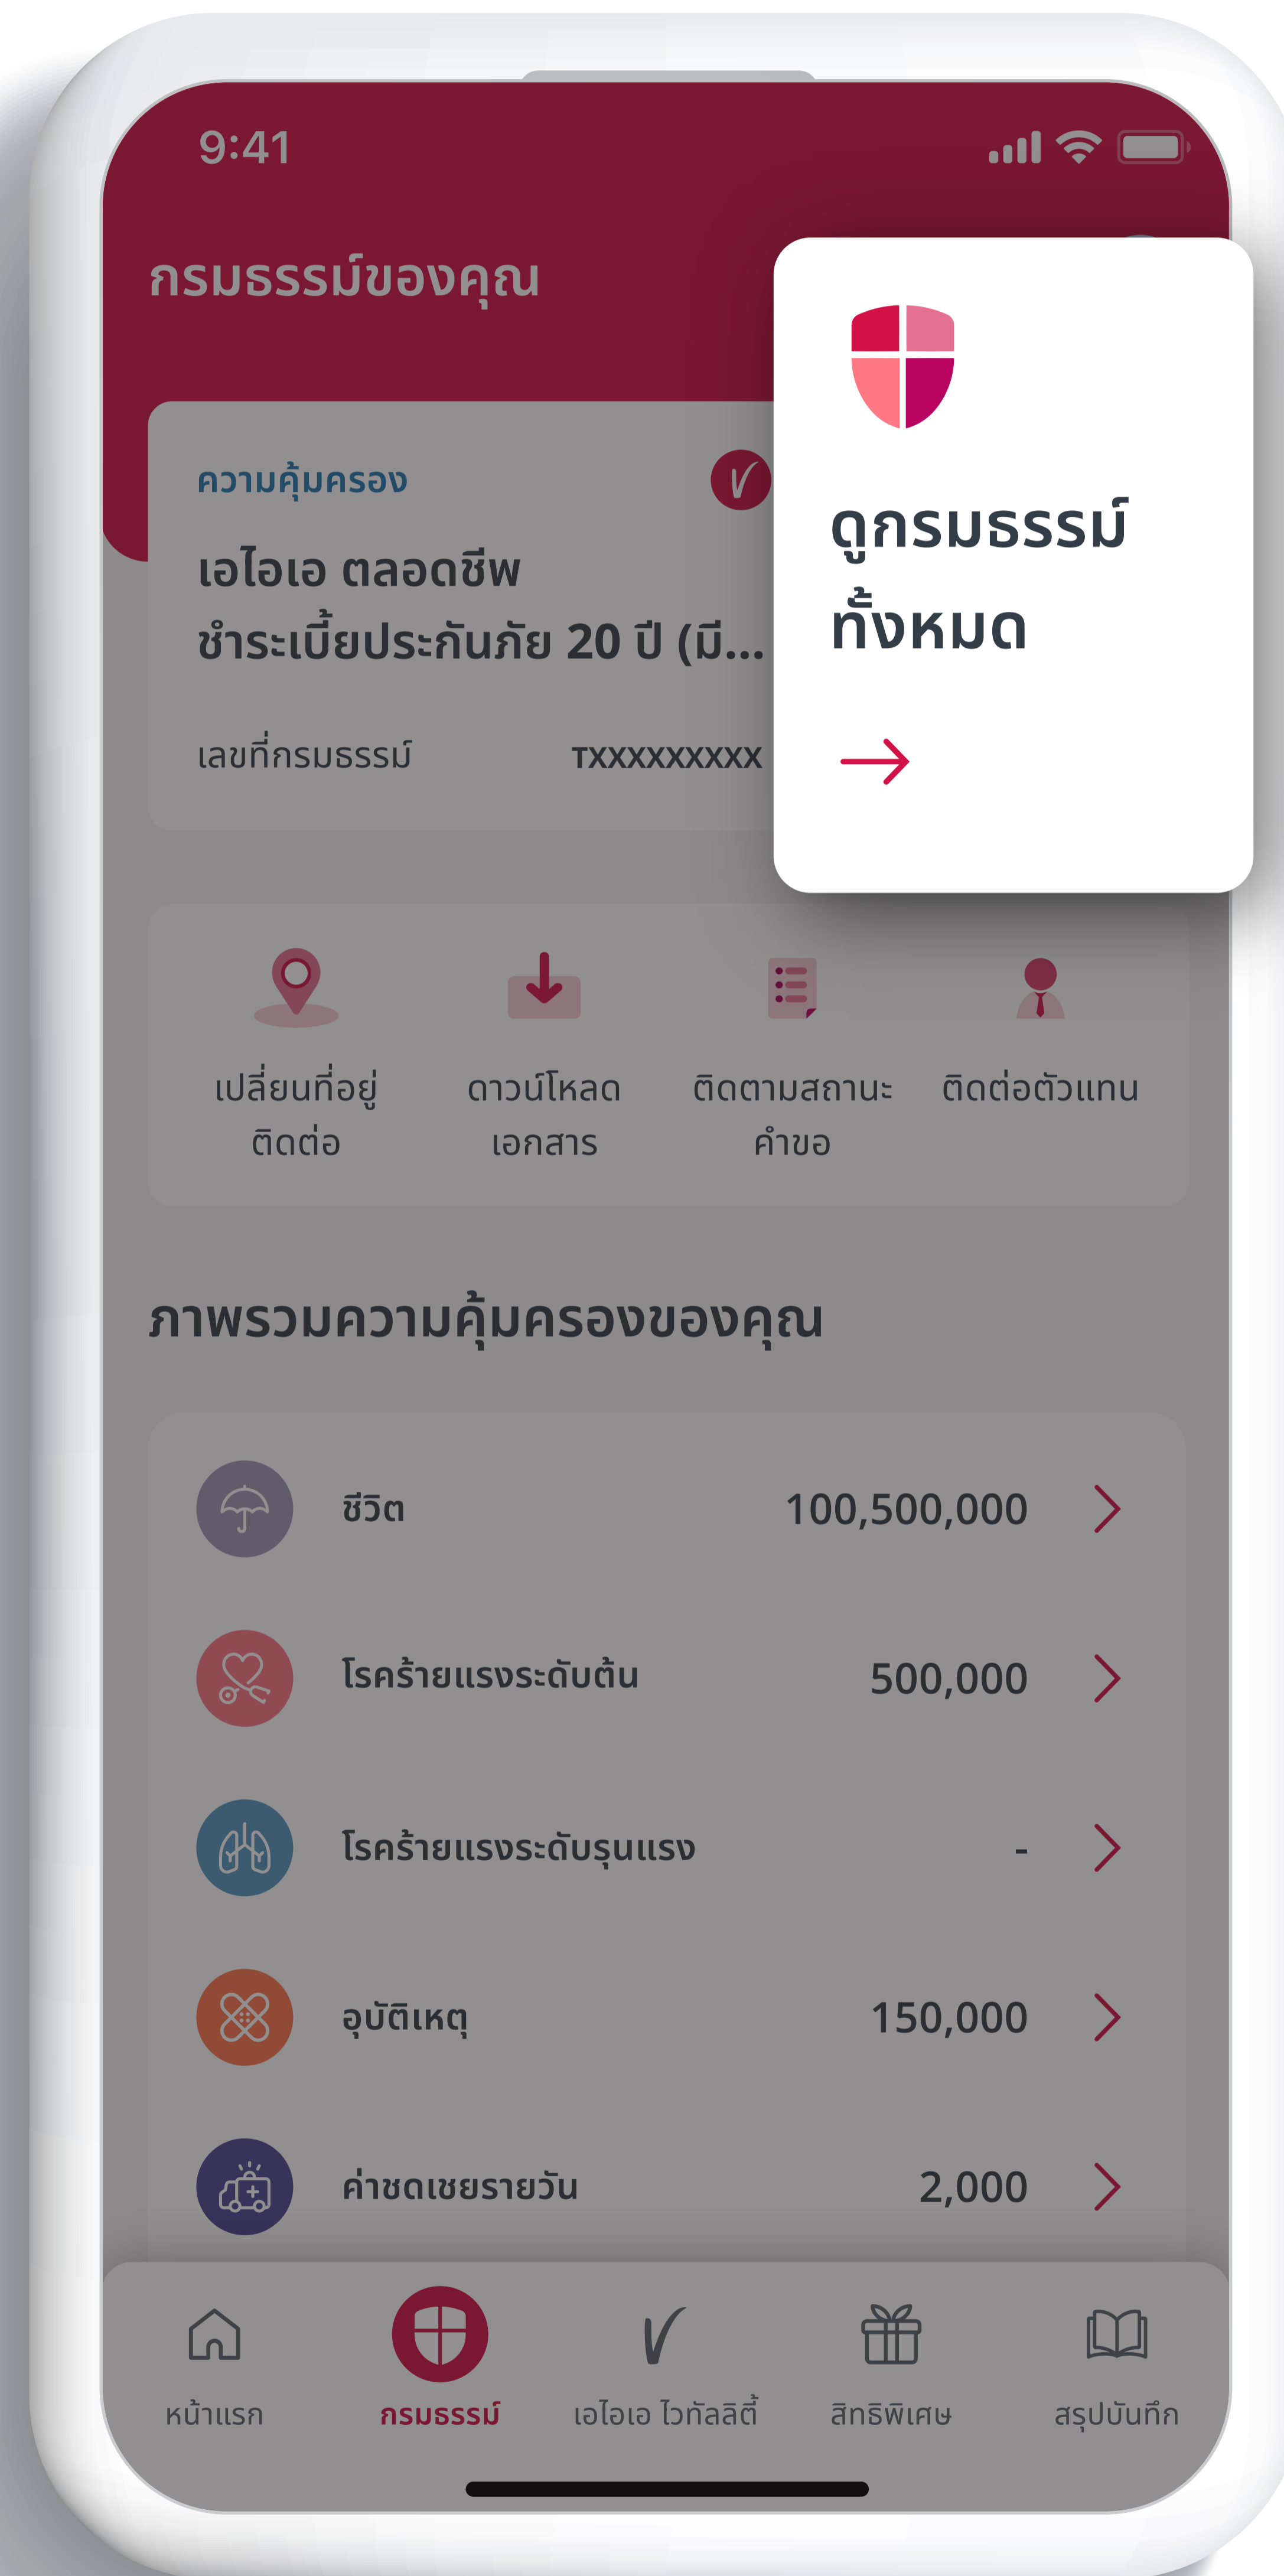 9:41
กรมธรรม์ของคุณ
ความคุ้มครอง
เอไอเอ ตลอดชีพ
ชำระเบี้ยประกันภัย 20 ปี (มี...
เลขที่กรมธรรม์ TXXXXXXXXX
ดูกรมธรรม์
ทั้งหมด
เปลี่ยนที่อยู่
ติดต่อ
ดาวน์โหลด
เอกสาร
ติดตามสถานะ
คำขอ
ติดต่อตัวแทน
ภาพรวมความคุ้มครองของคุณ
ชีวิต 100,500,000
โรคร้ายแรงระดับต้น 500,000
โรคร้ายแรงระดับรุนแรง -
อุบัติเหตุ 150,000
ค่าชดเชยรายวัน 2,000
หน้าแรก
กรมธรรม์
เอไอเอ ไวทัลลิตี้
สิทธิพิเศษ
สรุปบันทึก